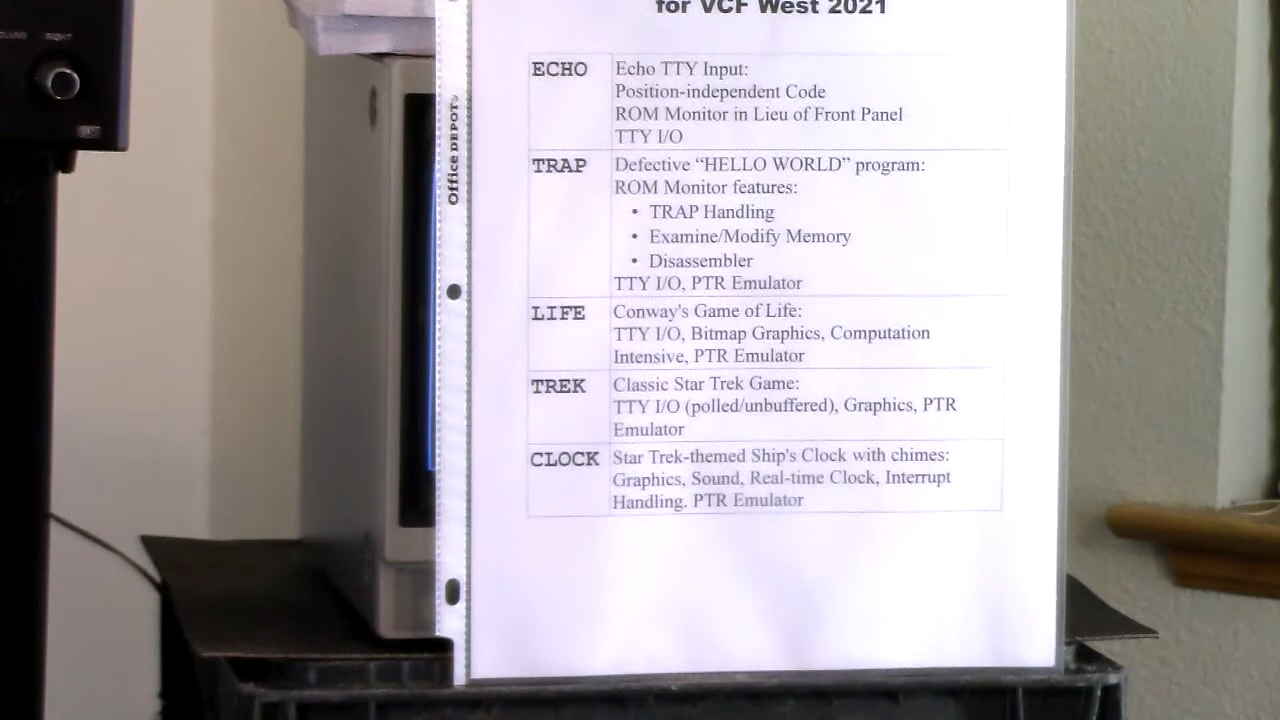 for VCF West 2021
ECHO
Echo TTY Input:
Position-independent Code
ROM Monitor in Lieu of Front Panel
TTY I/O
TRAP
Defective “HELLO WORLD” program:
ROM Monitor features:
• TRAP Handling
• Examine/Modify Memory
• Disassembler
TTY I/O, PTR Emulator
LIFE
Conway's Game of Life:
TTY I/O, Bitmap Graphics, Computation
Intensive, PTR Emulator
TREK
Classic Star Trek Game:
TTY I/O (polled/unbuffered), Graphics, PTR
Emulator
CLOCK
Star Trek-themed Ship's Clock with chimes:
Graphics, Sound, Real-time Clock, Interrupt
Handling. PTR Emulator
Office DEPOT
RIGHT